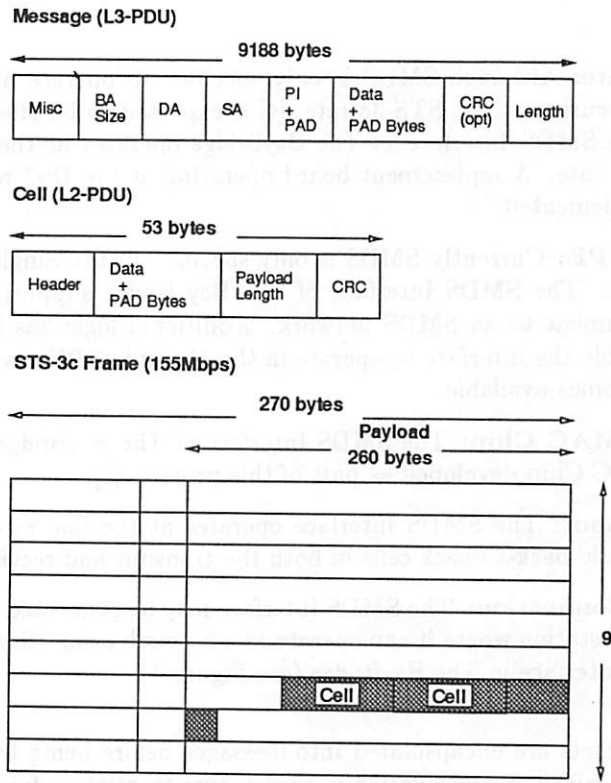 Message (L3-PDU)
9188 bytes
Misc
BA
Size
DA
SA
PI
+
PAD
Data
+
PAD Bytes
CRC
(opt)
Length
Cell (L2-PDU)
53 bytes
Header
Data
+
PAD Bytes
Payload
Length
CRC
STS-3c Frame (155Mbps)
270 bytes
Payload
260 bytes
9
Cell
Cell